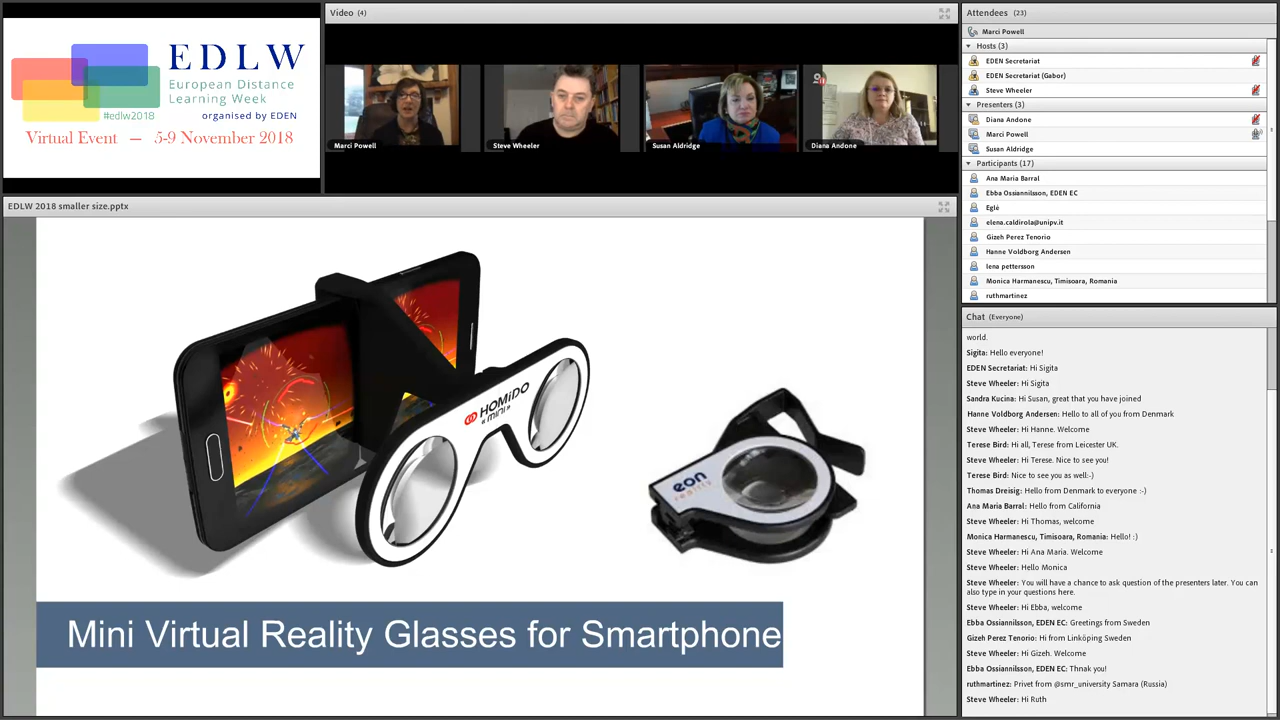 EDLW
European Distance
Learning Week
#edlw2018
organised by EDEN
Virtual Event — 5-9 November 2018
Video (4)
Marci Powell
Steve Wheeler
Susan Aldridge
Diana Andone
EDLW 2018 smaller size.pptx
HOMiDO
« mini »
eon
reality
Mini Virtual Reality Glasses for Smartphone
Attendees (23)
Marci Powell
Hosts (3)
EDEN Secretariat
EDEN Secretariat (Gabor)
Steve Wheeler
Presenters (3)
Diana Andone
Marci Powell
Susan Aldridge
Participants (17)
Ana Maria Barral
Ebba Ossiannilsson, EDEN EC
Eglė
elena.caldirola@unipv.it
Gizeh Perez Tenorio
Hanne Voldborg Andersen
lena pettersson
Monica Harmanescu, Timisoara, Romania
ruthmartinez
Chat (Everyone)
world.
Sigita: Hello everyone!
EDEN Secretariat: Hi Sigita
Steve Wheeler: Hi Sigita
Sandra Kucina: Hi Susan, great that you have joined
Hanne Voldborg Andersen: Hello to all of you from Denmark
Steve Wheeler: Hi Hanne. Welcome
Terese Bird: Hi all, Terese from Leicester UK.
Steve Wheeler: Hi Terese. Nice to see you!
Terese Bird: Nice to see you as well:-)
Thomas Dreisig: Hello from Denmark to everyone :-)
Ana Maria Barral: Hello from California
Steve Wheeler: Hi Thomas, welcome
Monica Harmanescu, Timisoara, Romania: Hello! :)
Steve Wheeler: Hi Ana Maria. Welcome
Steve Wheeler: Hello Monica
Steve Wheeler: You will have a chance to ask question of the presenters later. You can
also type in your questions here.
Steve Wheeler: Hi Ebba, welcome
Ebba Ossiannilsson, EDEN EC: Greetings from Sweden
Gizeh Perez Tenorio: Hi from Linköping Sweden
Steve Wheeler: Hi Gizeh. Welcome
Ebba Ossiannilsson, EDEN EC: Thnak you!
ruthmartinez: Privet from @smr_university Samara (Russia)
Steve Wheeler: Hi Ruth